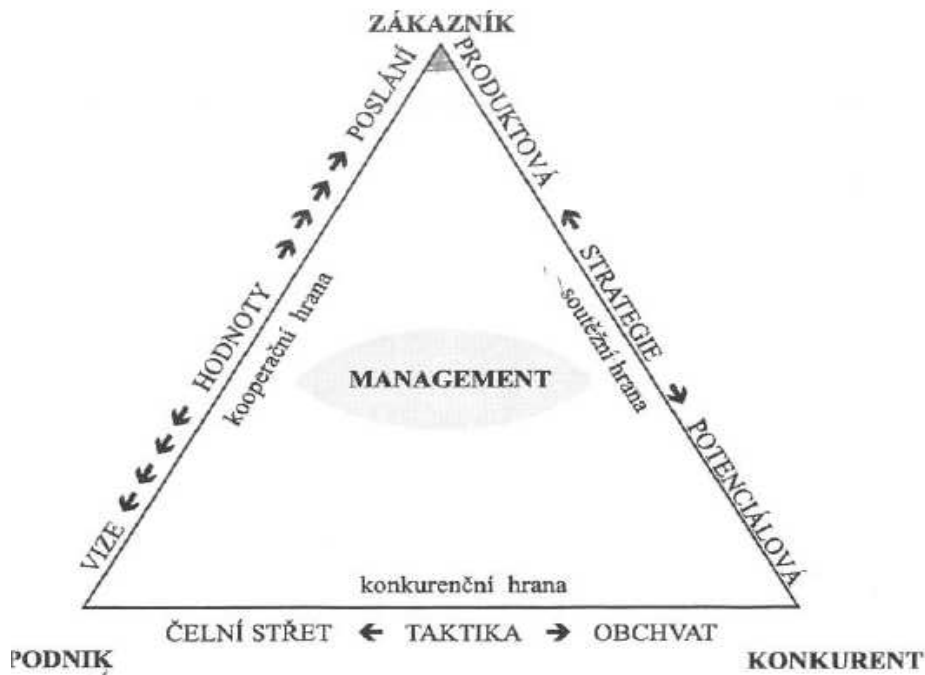 ZÁKAZNÍK
POSLÁNÍ
PRODUKTOVÁ
HODNOTY
STRATEGIE
kooperační hrana
soutěžní hrana
MANAGEMENT
VIZE
POTENCIÁLOVÁ
konkurenční hrana
ČELNÍ STŘET ← TAKTIKA → OBCHVAT
PODNIK
KONKURENT